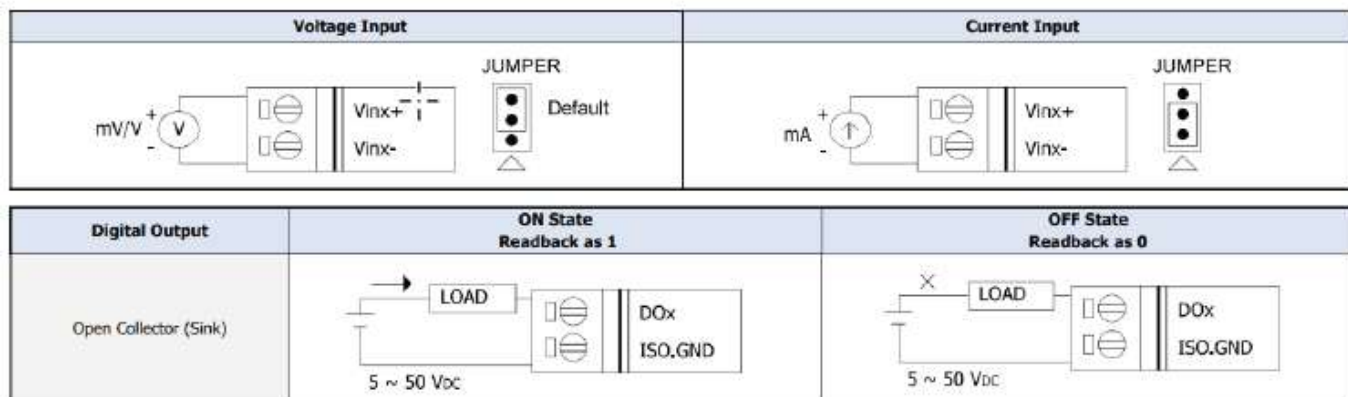 Voltage Input
Current Input
JUMPER
Vinx+
Default
mV/V
+
V
-
Vinx-
JUMPER
Vinx+
mA
+
-
Vinx-
Digital Output
ON State
Readback as 1
OFF State
Readback as 0
Open Collector (Sink)
LOAD
DOx
ISO.GND
5 ~ 50 VDC
LOAD
DOx
ISO.GND
5 ~ 50 VDC